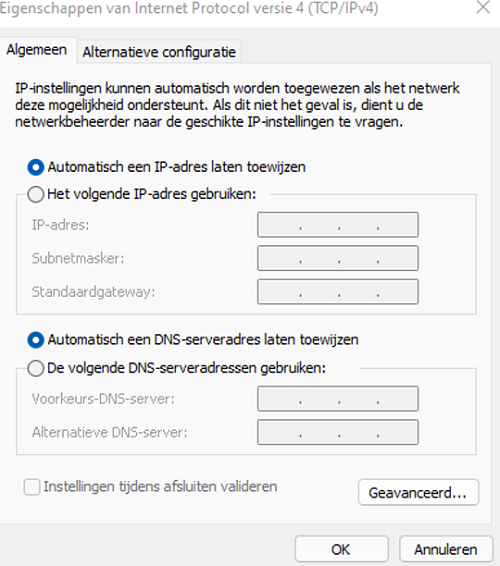 Eigenschappen van Internet Protocol versie 4 (TCP/IPv4)
Algemeen
Alternatieve configuratie
IP-instellingen kunnen automatisch worden toegewezen als het netwerk
deze mogelijkheid ondersteunt. Als dit niet het geval is, dient u de
netwerkbeheerder naar de geschikte IP-instellingen te vragen.
Automatisch een IP-adres laten toewijzen
Het volgende IP-adres gebruiken:
IP-adres:
Subnetmasker:
Standaardgateway:
Automatisch een DNS-serveradres laten toewijzen
De volgende DNS-serveradressen gebruiken:
Voorkeurs-DNS-server:
Alternatieve DNS-server:
Instellingen tijdens afsluiten valideren
Geavanceerd...
OK
Annuleren